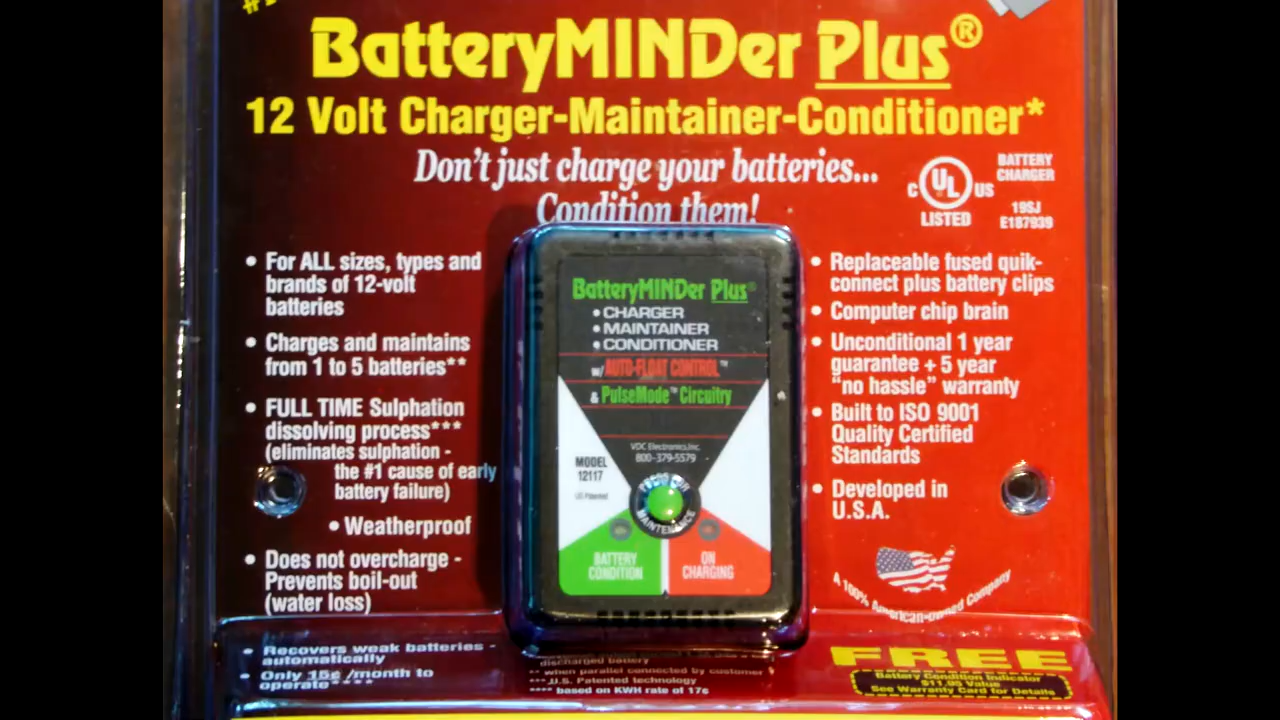 BatteryMINDer Plus®
12 Volt Charger-Maintainer-Conditioner*
Don't just charge your batteries...
Condition them!
C UL US
LISTED
BATTERY
CHARGER
19SJ
E187939
• For ALL sizes, types and
brands of 12-volt
batteries
• Charges and maintains
from 1 to 5 batteries**
• FULL TIME Sulphation
dissolving process***
(eliminates sulphation -
the #1 cause of early
battery failure)
• Weatherproof
• Does not overcharge -
Prevents boil-out
(water loss)
• Recovers weak batteries -
automatically
• Only 15¢ /month to
operate****
BatteryMINDer Plus®
• CHARGER
• MAINTAINER
• CONDITIONER
w/ AUTO-FLOAT CONTROL™
& PulseMode™ Circuitry
VDC Electronics,Inc.
800-379-5579
MODEL
12117
US Patented
MAINTENANCE
BATTERY
CONDITION
ON
CHARGING
• Replaceable fused quik-
connect plus battery clips
• Computer chip brain
• Unconditional 1 year
guarantee + 5 year
"no hassle" warranty
• Built to ISO 9001
Quality Certified
Standards
• Developed in
U.S.A.
A 100% American-owned Company
discharged battery
** when parallel connected by customer
*** U.S. Patented technology
**** based on KWH rate of 17¢
FREE
Battery Condition Indicator
$11.95 Value
See Warranty Card for Details